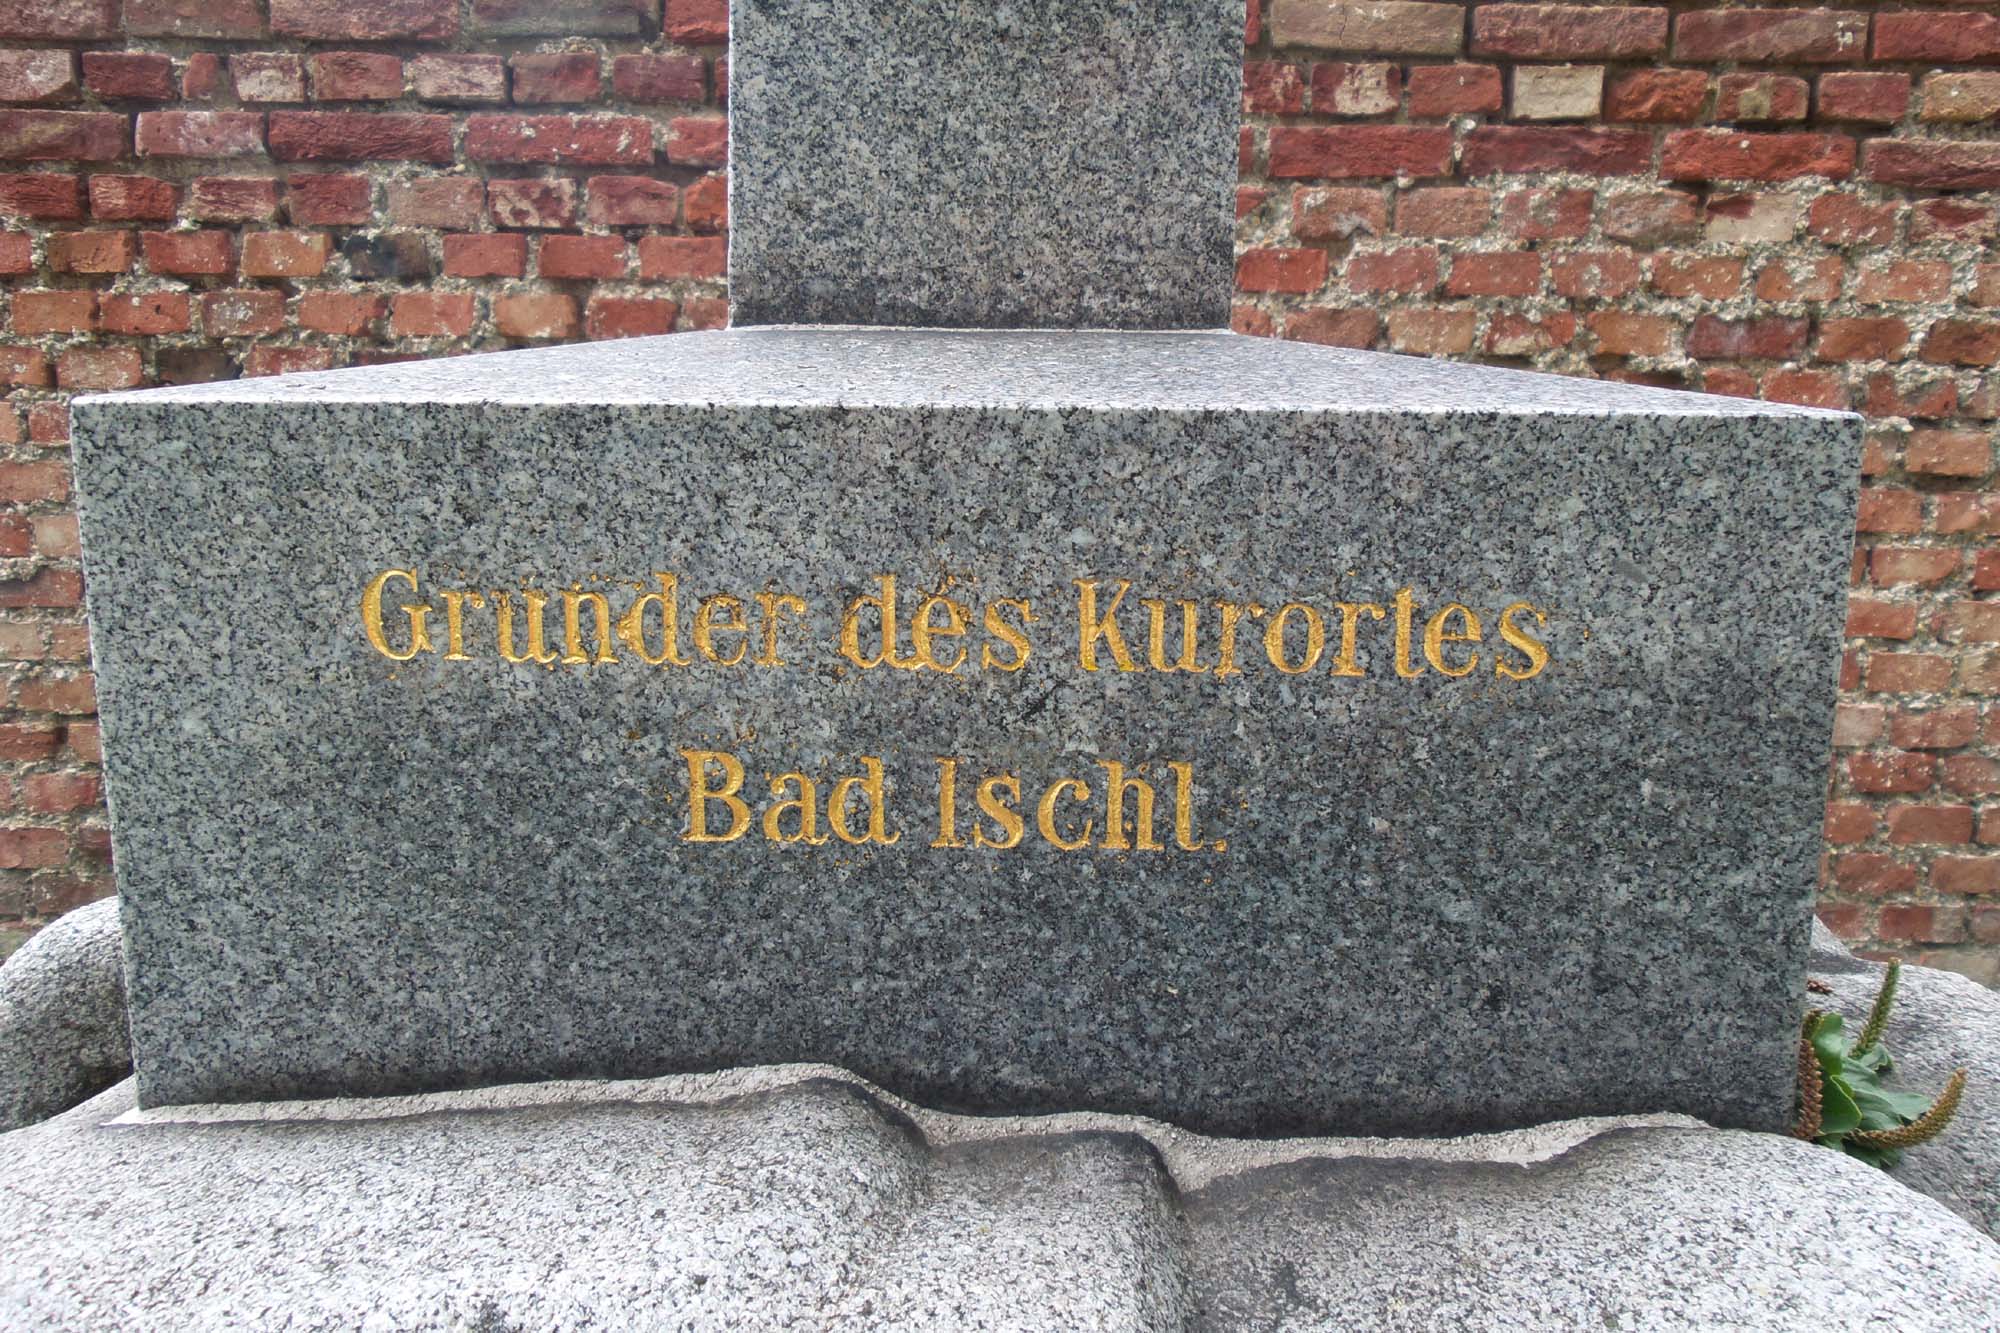 Gründer des Kurortes
Bad Ischl.